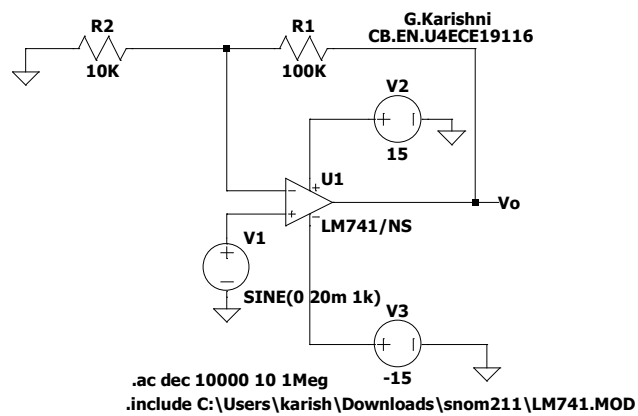 G.Karishni
CB.EN.U4ECE19116
R2
10K
R1
100K
V2
15
U1
LM741/NS
Vo
V1
SINE(0 20m 1k)
V3
-15
.ac dec 10000 10 1Meg
.include C:\Users\karish\Downloads\snom211\LM741.MOD